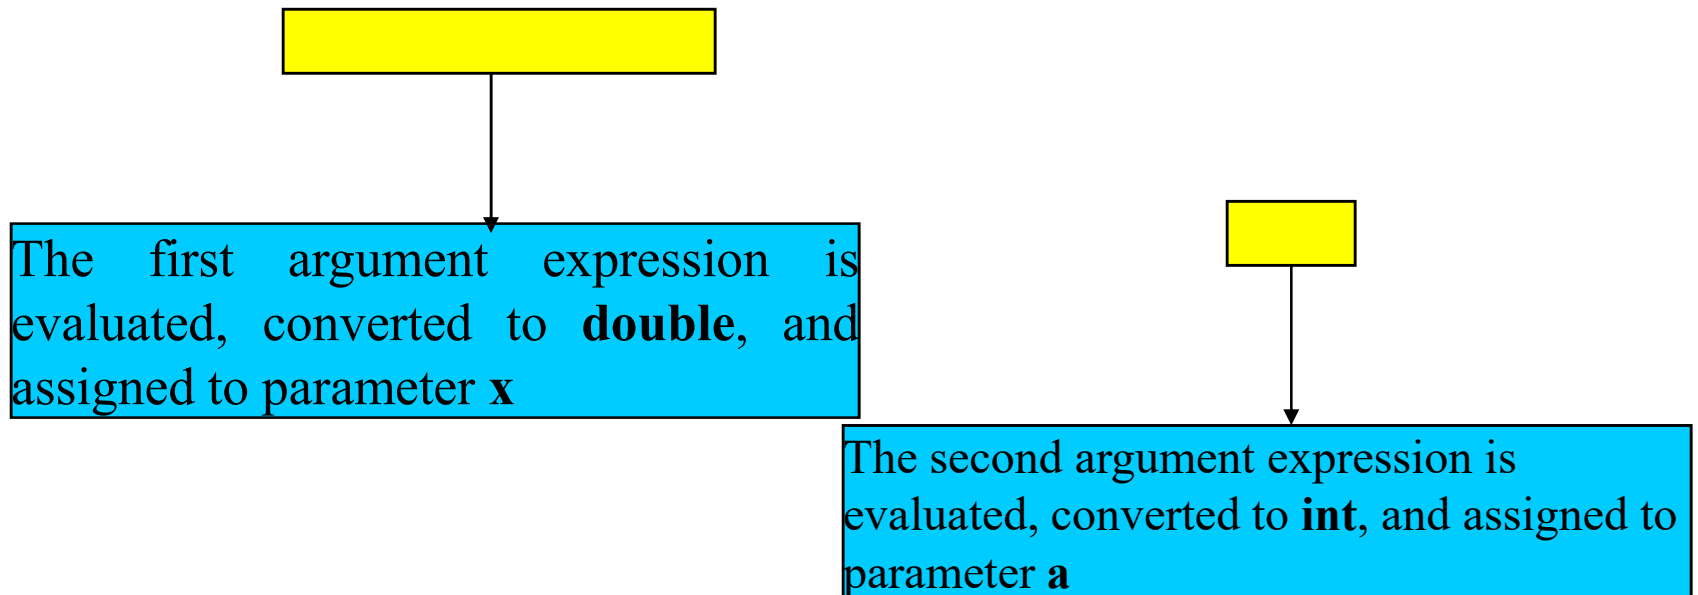 The first argument expression is
evaluated, converted to double, and
assigned to parameter x
The second argument expression is
evaluated, converted to int, and assigned to
parameter a